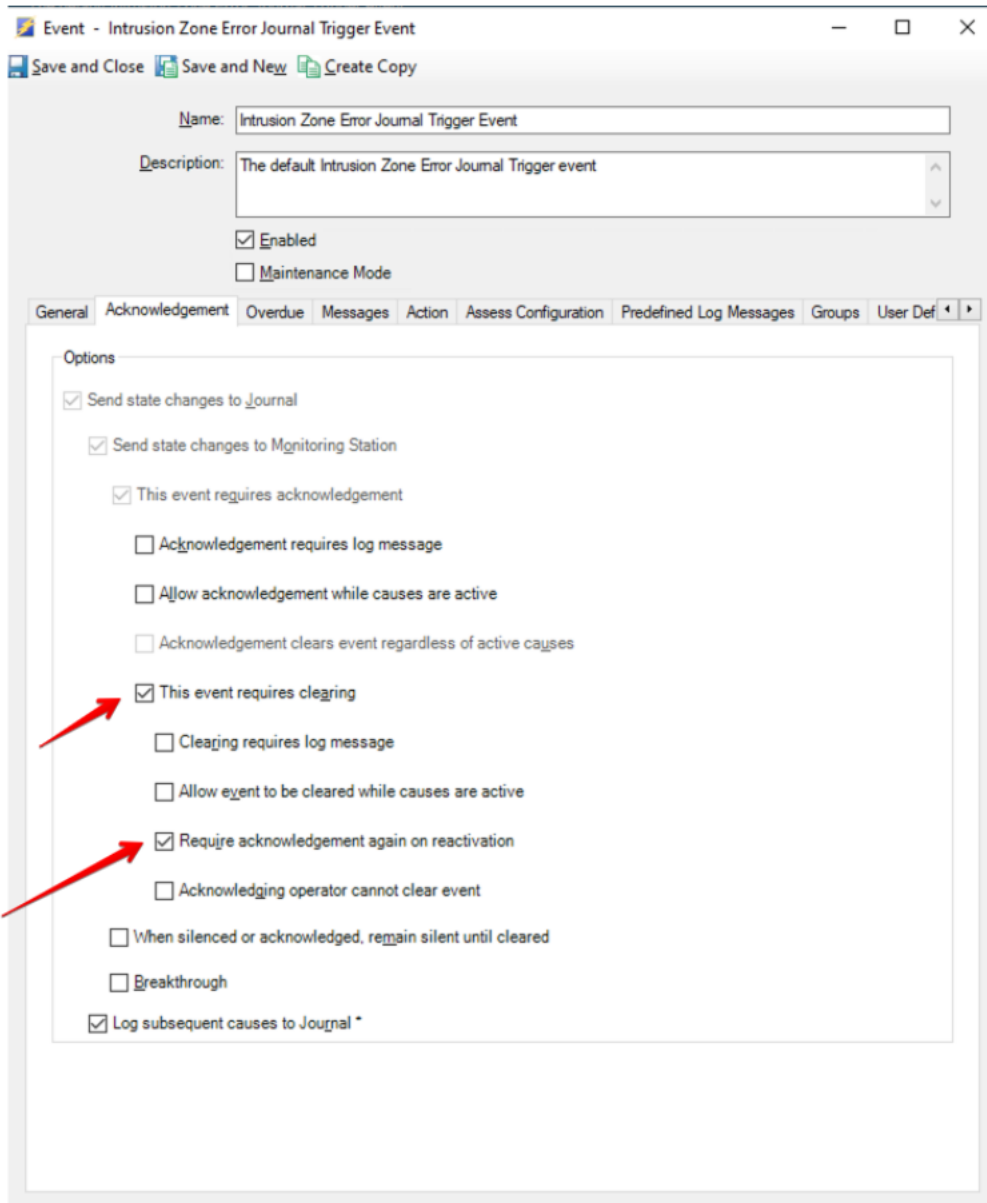 Event - Intrusion Zone Error Journal Trigger Event
Save and Close Save and New Create Copy
Name: Intrusion Zone Error Journal Trigger Event
Description: The default Intrusion Zone Error Journal Trigger event
Enabled
Maintenance Mode
General Acknowledgement Overdue Messages Action Assess Configuration Predefined Log Messages Groups User Def
Options
Send state changes to Journal
Send state changes to Monitoring Station
This event requires acknowledgement
Acknowledgement requires log message
Allow acknowledgement while causes are active
Acknowledgement clears event regardless of active causes
This event requires clearing
Clearing requires log message
Allow event to be cleared while causes are active
Require acknowledgement again on reactivation
Acknowledging operator cannot clear event
When silenced or acknowledged, remain silent until cleared
Breakthrough
Log subsequent causes to Journal *